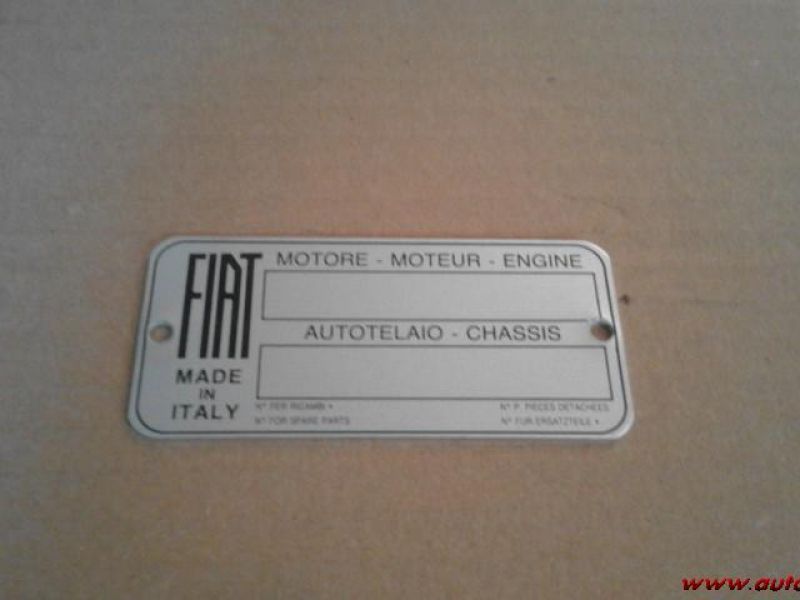 FIAT
MADE
IN
ITALY
MOTORE - MOTEUR - ENGINE
AUTOTELAIO - CHASSIS
N° PER RICAMBI •
N° FOR SPARE PARTS
N° P. PIECES DETACHEES
N° FUR ERSATZTEILE •
www.auto